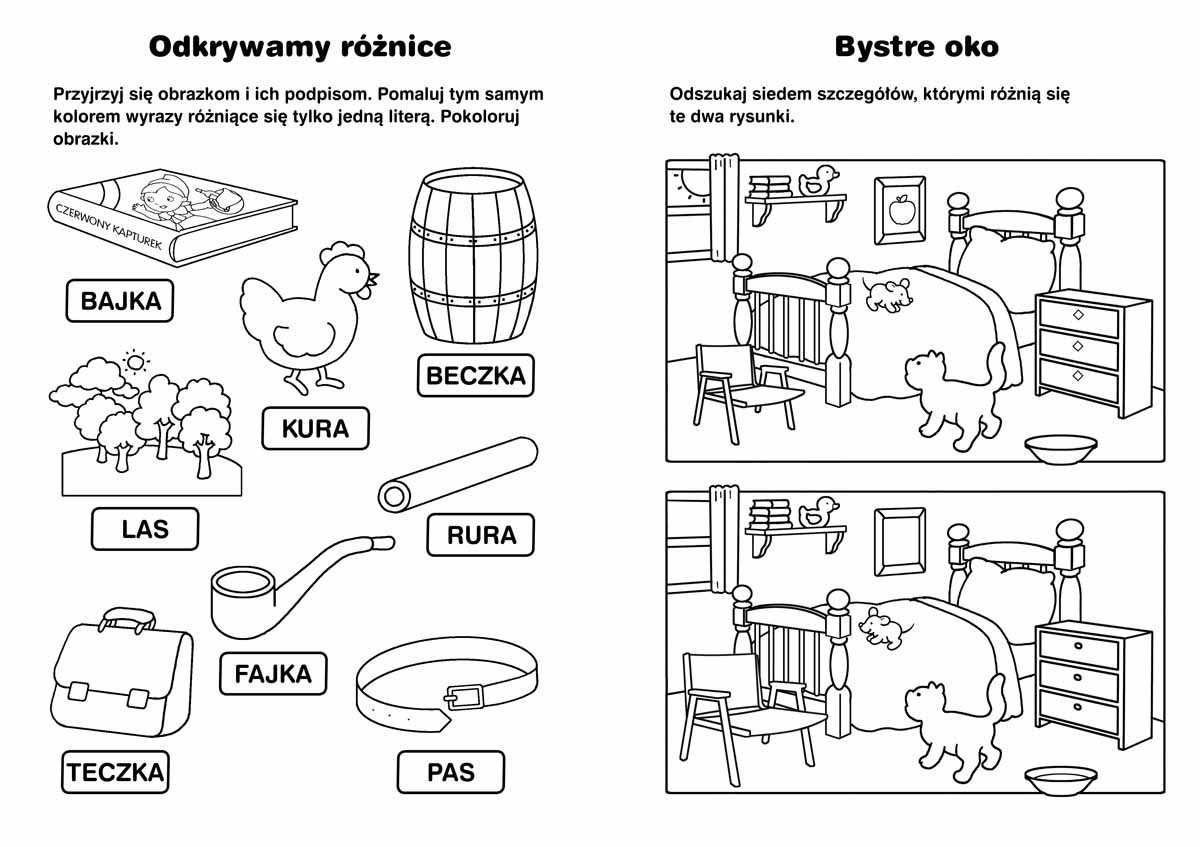 Odkrywamy różnice
Przyjrzyj się obrazkom i ich podpisom. Pomaluj tym samym
kolorem wyrazy różniące się tylko jedną literą. Pokoloruj
obrazki.
CZERWONY KAPTUREK
BAJKA
BECZKA
KURA
LAS
RURA
FAJKA
TECZKA
PAS
Bystre oko
Odszukaj siedem szczegółów, którymi różnią się
te dwa rysunki.